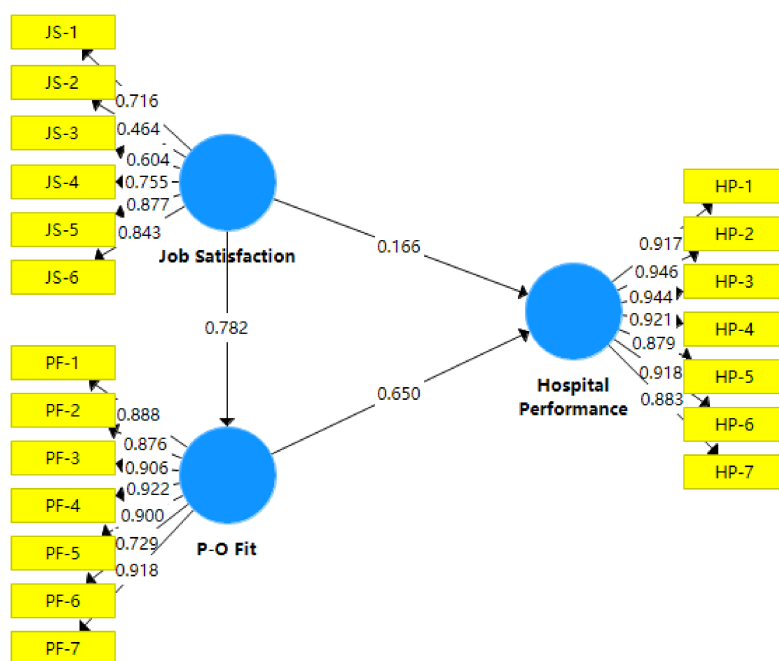 JS-1
JS-2
JS-3
JS-4
JS-5
JS-6
0.716
0.464
0.604
0.755
0.877
0.843
Job Satisfaction
0.166
0.782
0.650
PF-1
PF-2
PF-3
PF-4
PF-5
PF-6
PF-7
0.888
0.876
0.906
0.922
0.900
0.729
0.918
P-O Fit
Hospital
Performance
0.917
0.946
0.944
0.921
0.879
0.918
0.883
HP-1
HP-2
HP-3
HP-4
HP-5
HP-6
HP-7